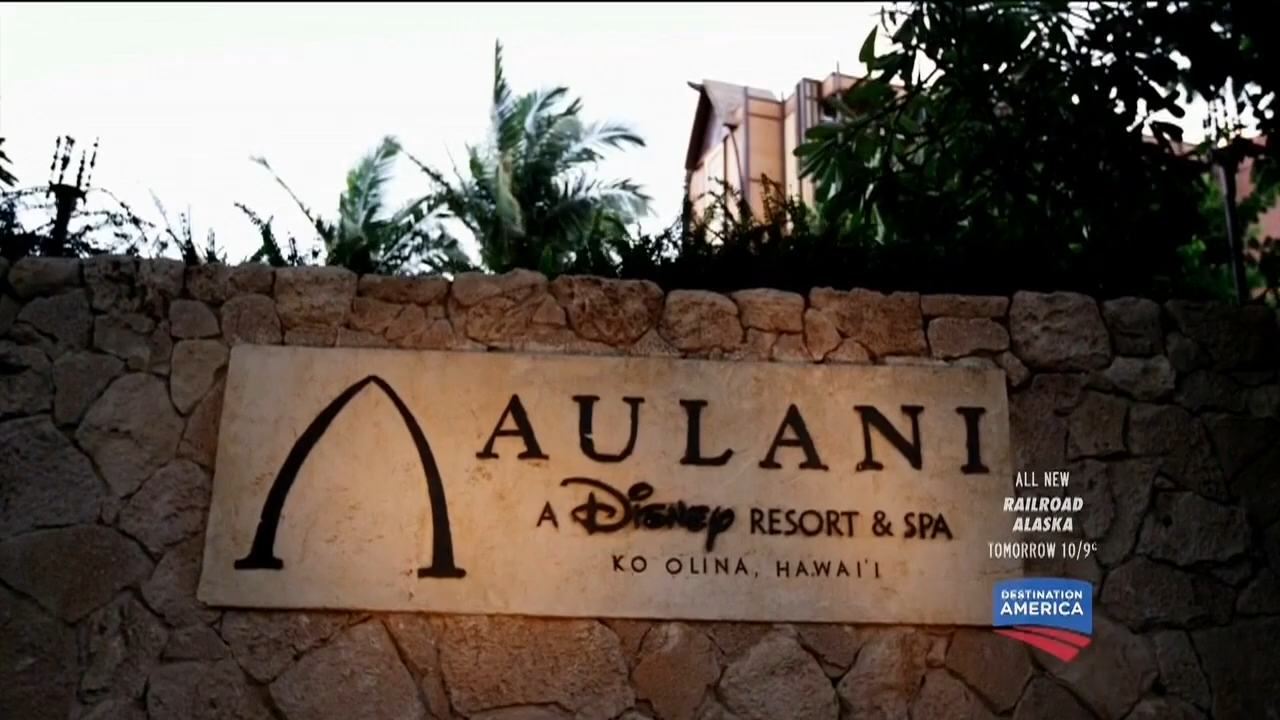 AULANI
A Disney RESORT & SPA
KO OLINA, HAWAI'I
ALL NEW
RAILROAD
ALASKA
TOMORROW 10/9c
DESTINATION
AMERICA